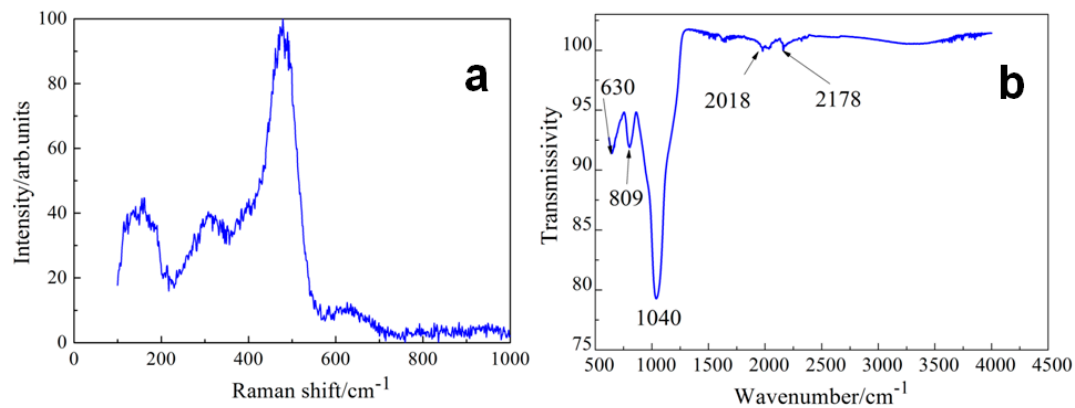 a
Intensity/arb.units
100
80
60
40
20
0
0 200 400 600 800 1000
Raman shift/cm-1
b
Transmissivity
100
95
90
85
80
75
630
809
1040
2018
2178
500 1000 1500 2000 2500 3000 3500 4000 4500
Wavenumber/cm-1